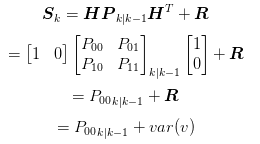 $\boldsymbol{S}_k = \boldsymbol{H}\boldsymbol{P}_{k|k-1}\boldsymbol{H}^T + \boldsymbol{R}$
$= \begin{bmatrix} 1 & 0 \end{bmatrix} \begin{bmatrix} P_{00} & P_{01} \\ P_{10} & P_{11} \end{bmatrix}_{k|k-1} \begin{bmatrix} 1 \\ 0 \end{bmatrix} + \boldsymbol{R}$
$= {P_{00}}_{k|k-1} + \boldsymbol{R}$
$= {P_{00}}_{k|k-1} + var(v)$